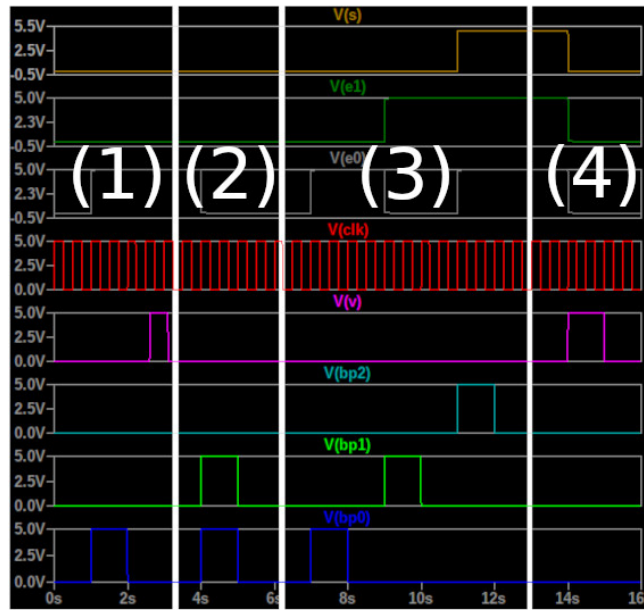 V(s)
5.5V
-0.5V
V(e1)
5.0V
2.3V
-0.5V
V(e0)
5.0V
2.3V
-0.5V
(1) (2) (3) (4)
V(clk)
5.0V
2.5V
0.0V
V(v)
5.0V
2.5V
0.0V
V(bp2)
5.0V
2.5V
0.0V
V(bp1)
5.0V
2.5V
0.0V
V(bp0)
5.0V
2.5V
0.0V
0s 2s 4s 6s 8s 10s 12s 14s